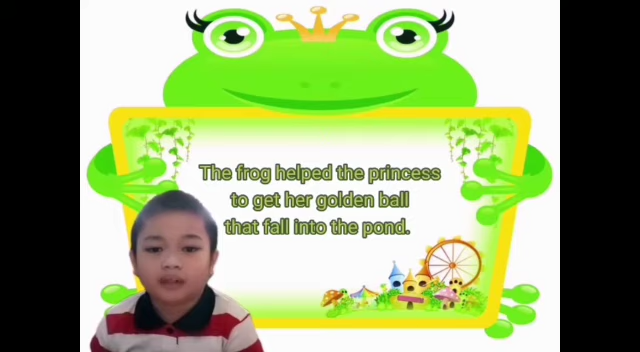 The frog helped the princess
to get her golden ball
that fall into the pond.